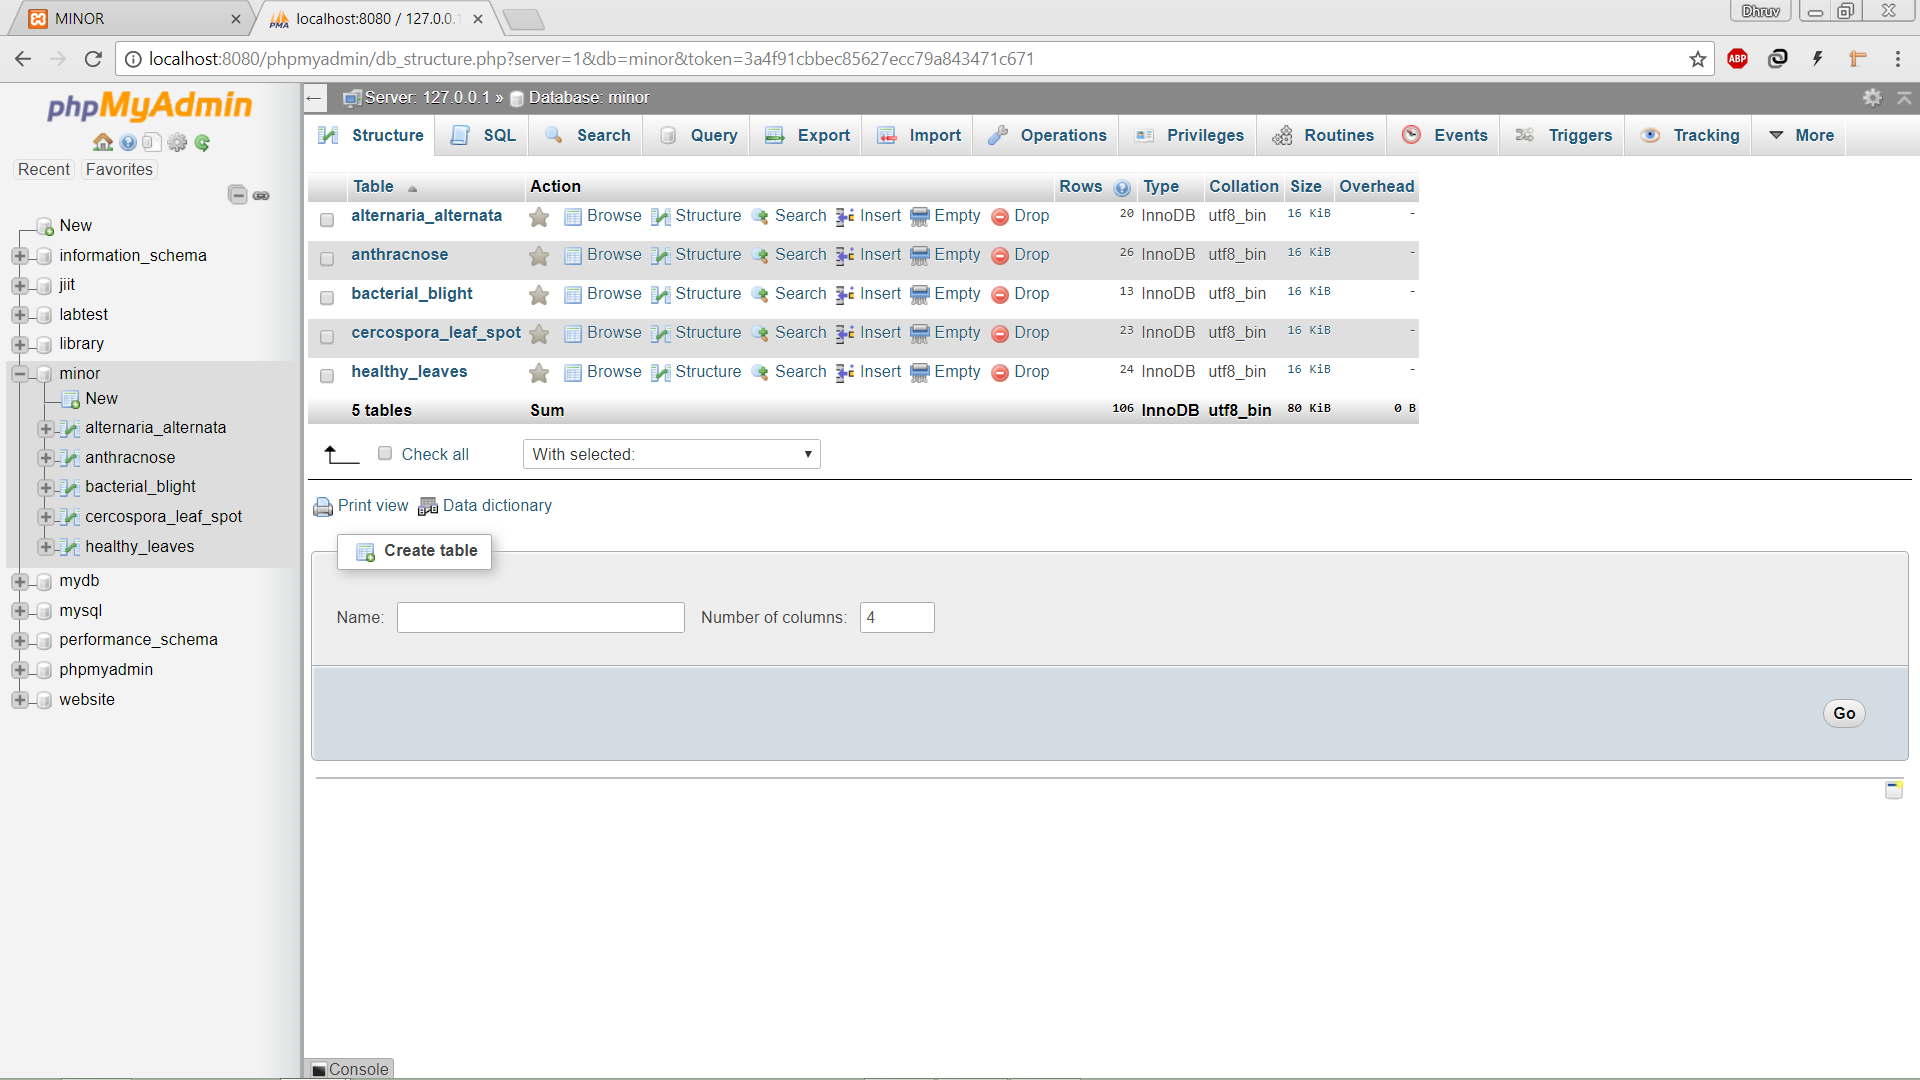 MINOR
localhost:8080 / 127.0.0.1
Dhruv
localhost:8080/phpmyadmin/db_structure.php?server=1&db=minor&token=3a4f91cbbec85627ecc79a843471c671
ABP
phpMyAdmin
Recent Favorites
New
information_schema
jiit
labtest
library
minor
New
alternaria_alternata
anthracnose
bacterial_blight
cercospora_leaf_spot
healthy_leaves
mydb
mysql
performance_schema
phpmyadmin
website
Server: 127.0.0.1 » Database: minor
Structure SQL Search Query Export Import Operations Privileges Routines Events Triggers Tracking More
Table Action Rows Type Collation Size Overhead
alternaria_alternata Browse Structure Search Insert Empty Drop 20 InnoDB utf8_bin 16 KiB -
anthracnose Browse Structure Search Insert Empty Drop 26 InnoDB utf8_bin 16 KiB -
bacterial_blight Browse Structure Search Insert Empty Drop 13 InnoDB utf8_bin 16 KiB -
cercospora_leaf_spot Browse Structure Search Insert Empty Drop 23 InnoDB utf8_bin 16 KiB -
healthy_leaves Browse Structure Search Insert Empty Drop 24 InnoDB utf8_bin 16 KiB -
5 tables Sum 106 InnoDB utf8_bin 80 KiB 0 B
Check all With selected:
Print view Data dictionary
Create table
Name: Number of columns: 4
Go
Console